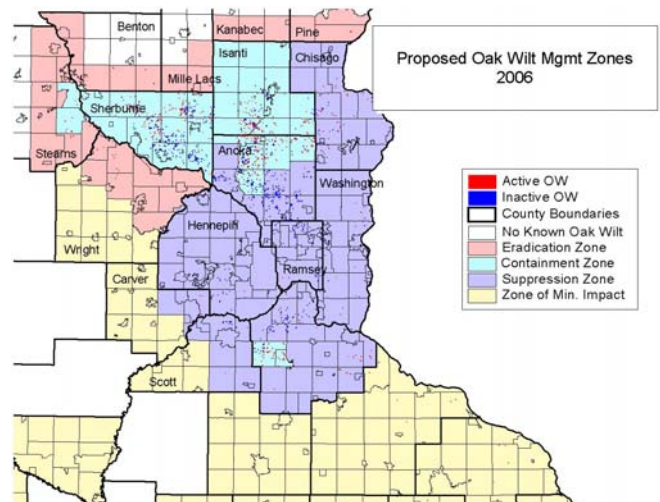 Proposed Oak Wilt Mgmt Zones
2006
Benton
Kanabec
Pine
Isanti
Chisago
Mille Lacs
Sherburne
Anoka
Stearns
Washington
Hennepin
Wright
Ramsey
Carver
Scott
Active OW
Inactive OW
County Boundaries
No Known Oak Wilt
Eradication Zone
Containment Zone
Suppression Zone
Zone of Min. Impact